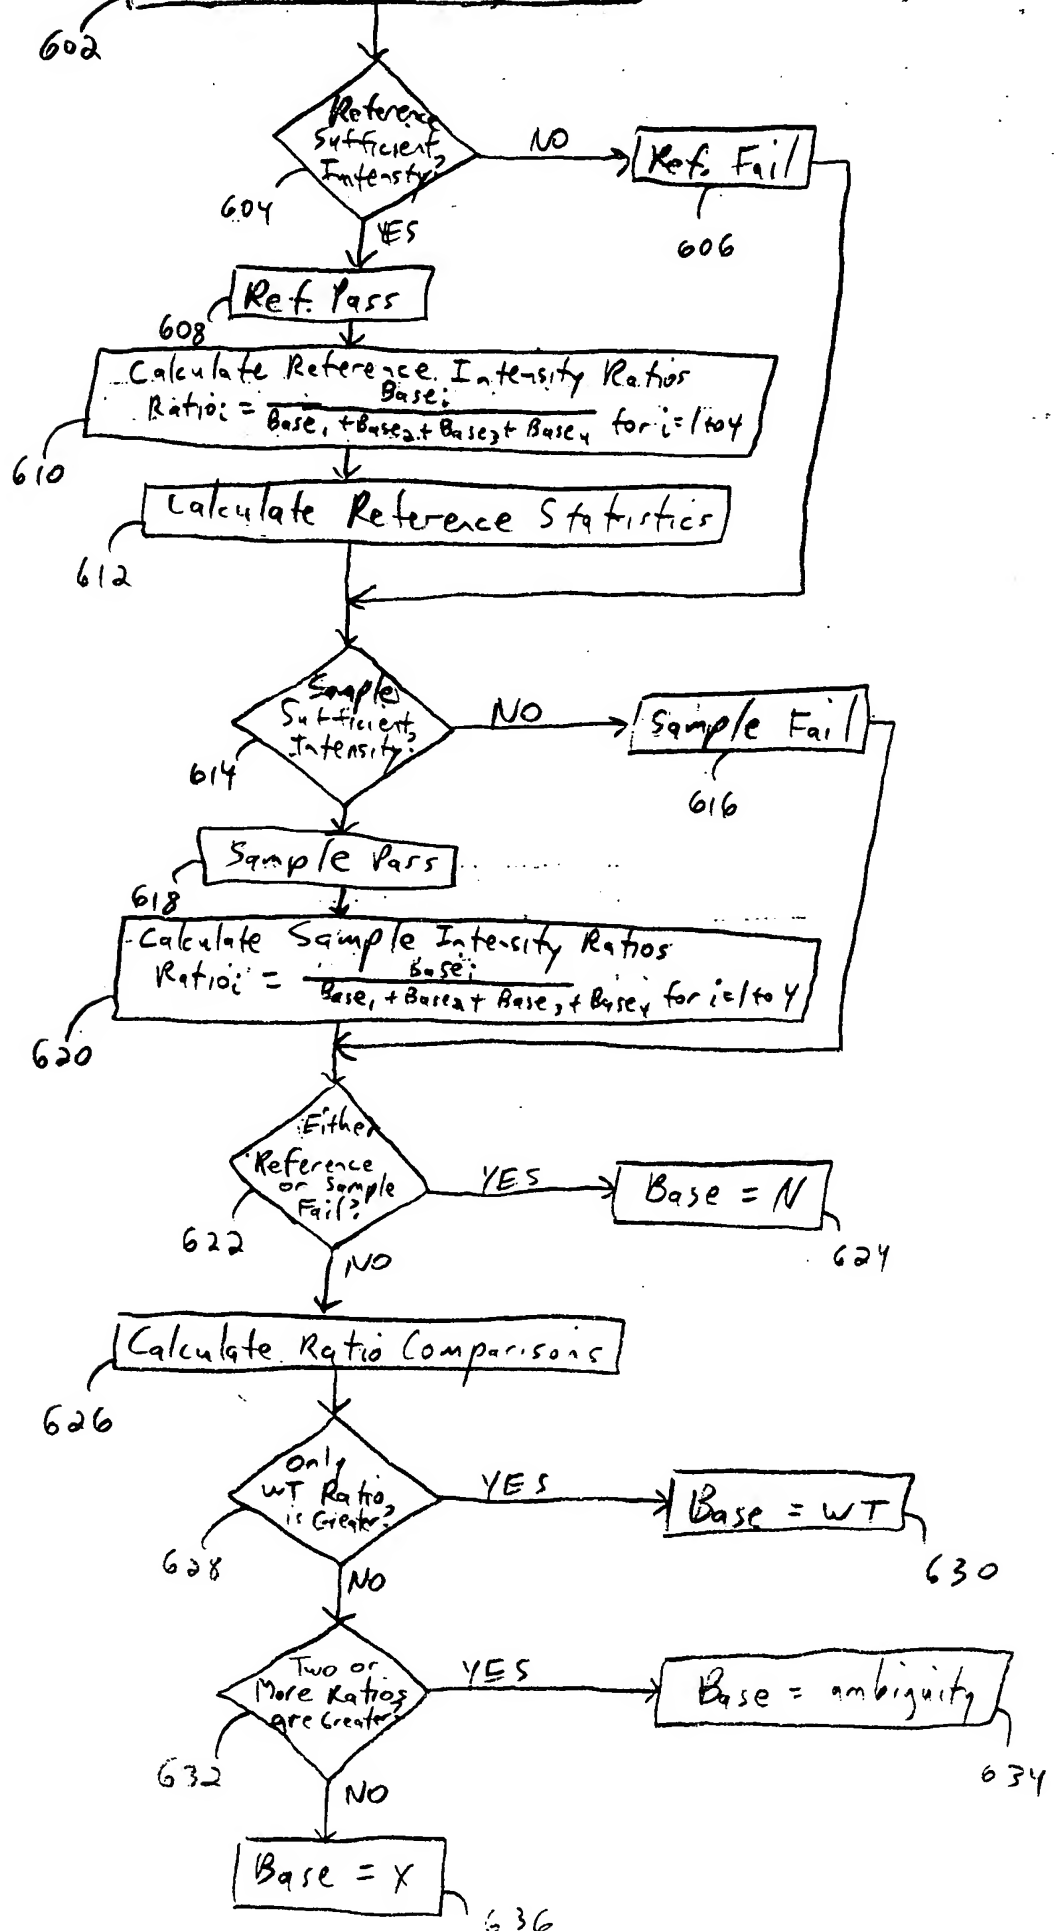 602
Reference
Sufficient
Intensity?
NO
Ref. Fail
604
606
YES
Ref. Pass
608
Calculate Reference Intensity Ratios
Ratioᵢ = Baseᵢ / (Base₁ + Base₂ + Base₃ + Base₄) for i = 1 to 4
610
Calculate Reference Statistics
612
Sample
Sufficient
Intensity?
NO
Sample Fail
614
616
Sample Pass
618
Calculate Sample Intensity Ratios
Ratioᵢ = Baseᵢ / (Base₁ + Base₂ + Base₃ + Base₄) for i = 1 to 4
620
Either
Reference
or Sample
Fail?
YES
Base = N
622
624
NO
Calculate Ratio Comparisons
626
Only
WT Ratio
is Greater?
YES
Base = WT
628
630
NO
Two or
More Ratios
are Greater?
YES
Base = ambiguity
632
634
NO
Base = X
636